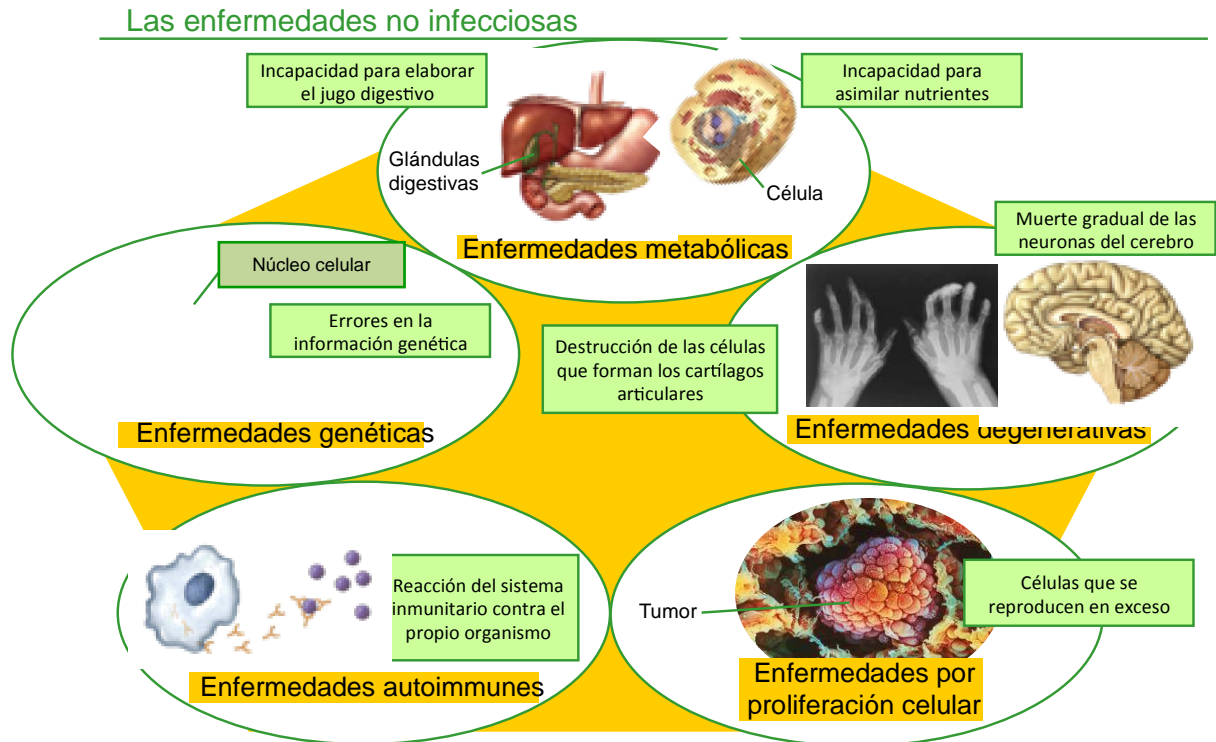 Las enfermedades no infecciosas
Incapacidad para elaborar
el jugo digestivo
Incapacidad para
asimilar nutrientes
Glándulas
digestivas
Célula
Enfermedades metabólicas
Núcleo celular
Errores en la
información genética
Enfermedades genéticas
Muerte gradual de las
neuronas del cerebro
Destrucción de las células
que forman los cartílagos
articulares
Enfermedades degenerativas
Reacción del sistema
inmunitario contra el
propio organismo
Enfermedades autoimmunes
Tumor
Células que se
reproducen en exceso
Enfermedades por
proliferación celular